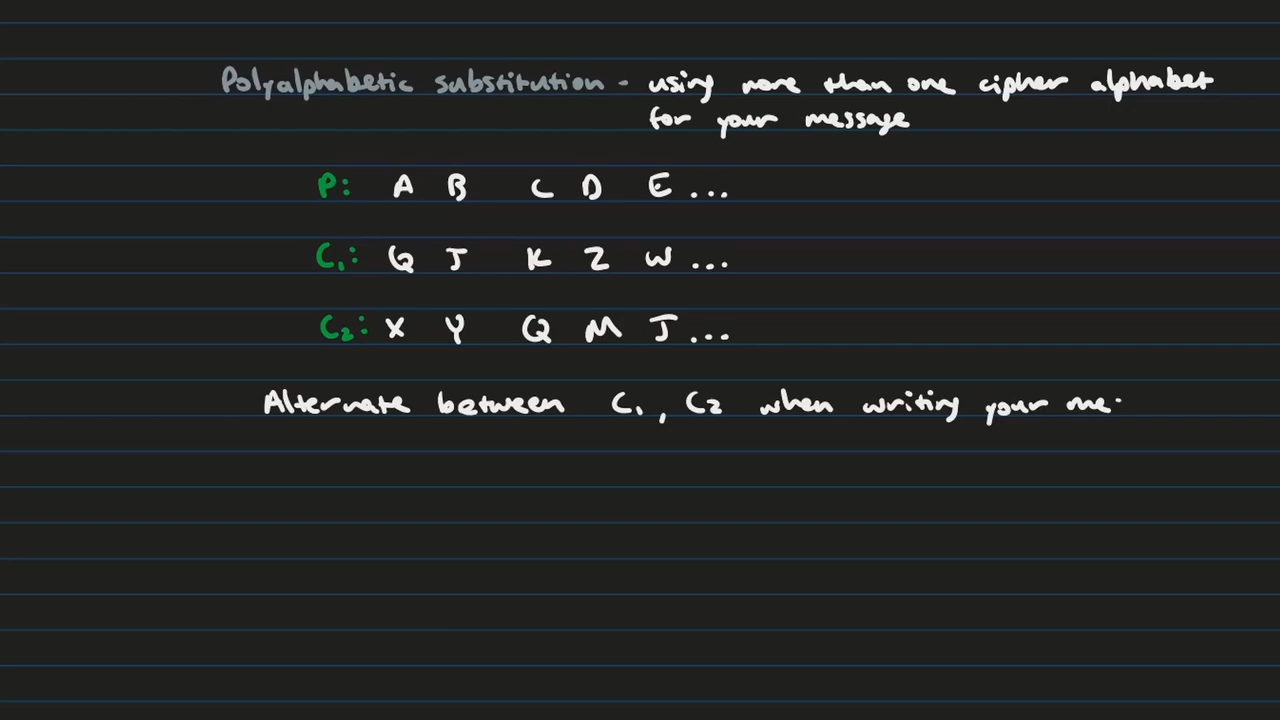 Polyalphabetic substitution - using more than one cipher alphabet
for your message
P: A B C D E ...
C₁: Q J K Z W ...
C₂: X Y Q M J ...
Alternate between C₁, C₂ when writing your me